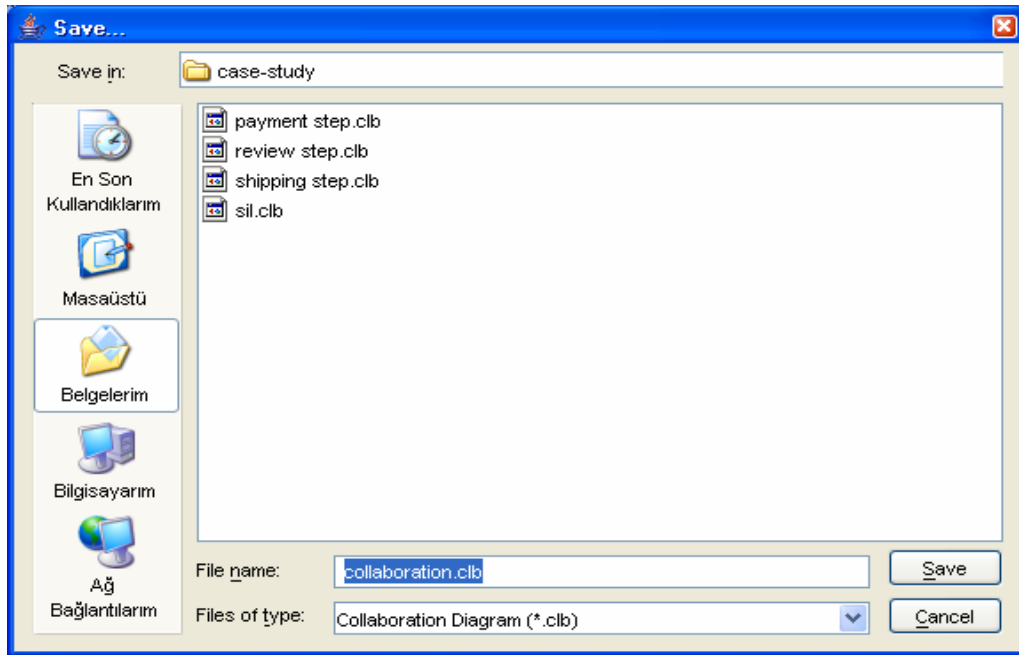 Save...
Save in:
case-study
En Son
Kullandıklarım
Masaüstü
Belgelerim
Bilgisayarım
Ağ
Bağlantılarım
payment step.clb
review step.clb
shipping step.clb
sil.clb
File name:
collaboration.clb
Save
Files of type:
Collaboration Diagram (*.clb)
Cancel